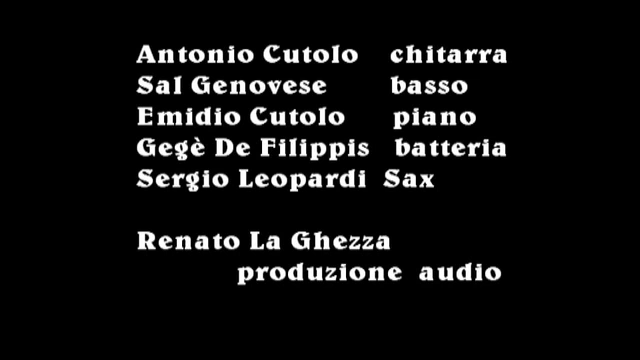 Antonio Cutolo chitarra
Sal Genovese basso
Emidio Cutolo piano
Gegè De Filippis batteria
Sergio Leopardi Sax
Renato La Ghezza
produzione audio